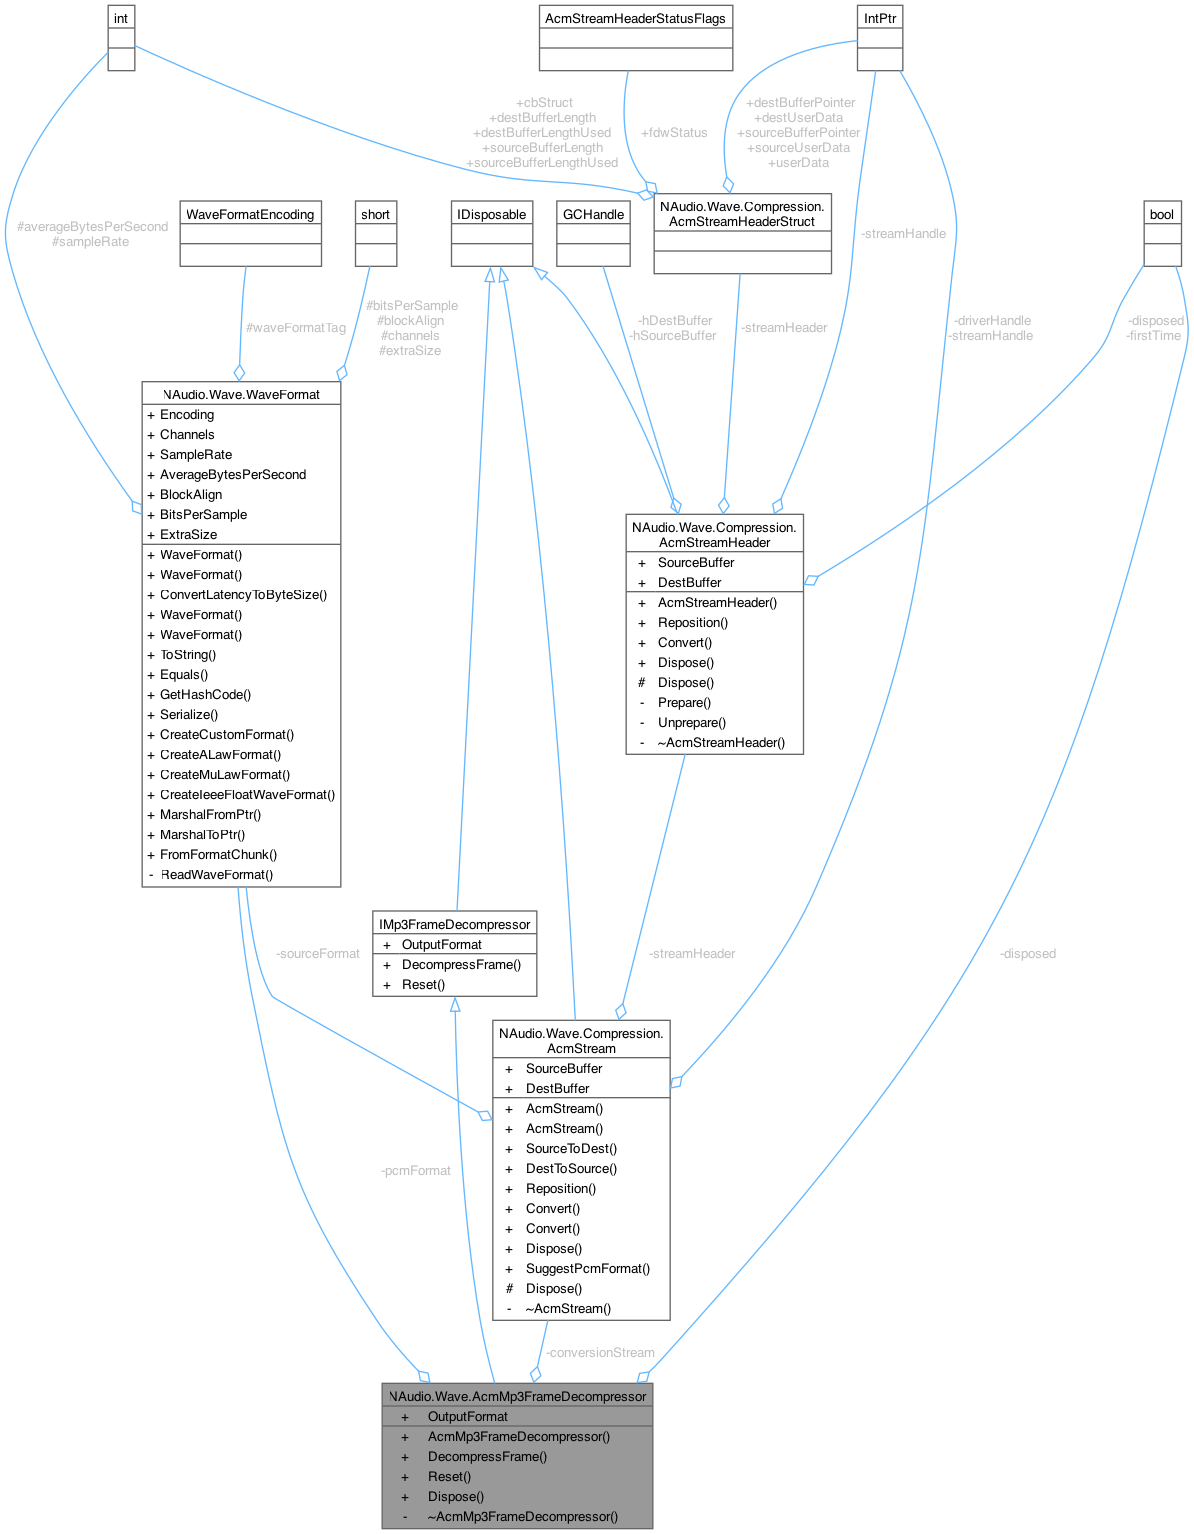 int
AcmStreamHeaderStatusFlags
IntPtr
+cbStruct
+destBufferLength
+destBufferLengthUsed
+sourceBufferLength
+sourceBufferLengthUsed
+fdwStatus
+destBufferPointer
+destUserData
+sourceBufferPointer
+sourceUserData
+userData
#averageBytesPerSecond
#sampleRate
WaveFormatEncoding
short
IDisposable
GCHandle
NAudio.Wave.Compression.
AcmStreamHeaderStruct
-streamHandle
bool
#waveFormatTag
#bitsPerSample
#blockAlign
#channels
#extraSize
-hDestBuffer
-hSourceBuffer
-streamHeader
-driverHandle
-streamHandle
-disposed
-firstTime
NAudio.Wave.WaveFormat
+ Encoding
+ Channels
+ SampleRate
+ AverageBytesPerSecond
+ BlockAlign
+ BitsPerSample
+ ExtraSize
+ WaveFormat()
+ WaveFormat()
+ ConvertLatencyToByteSize()
+ WaveFormat()
+ WaveFormat()
+ ToString()
+ Equals()
+ GetHashCode()
+ Serialize()
+ CreateCustomFormat()
+ CreateALawFormat()
+ CreateMuLawFormat()
+ CreateIeeeFloatWaveFormat()
+ MarshalFromPtr()
+ MarshalToPtr()
+ FromFormatChunk()
- ReadWaveFormat()
NAudio.Wave.Compression.
AcmStreamHeader
+ SourceBuffer
+ DestBuffer
+ AcmStreamHeader()
+ Reposition()
+ Convert()
+ Dispose()
# Dispose()
- Prepare()
- Unprepare()
- ~AcmStreamHeader()
-sourceFormat
IMp3FrameDecompressor
+ OutputFormat
+ DecompressFrame()
+ Reset()
-streamHeader
-disposed
NAudio.Wave.Compression.
AcmStream
+ SourceBuffer
+ DestBuffer
+ AcmStream()
+ AcmStream()
+ SourceToDest()
+ DestToSource()
+ Reposition()
+ Convert()
+ Convert()
+ Dispose()
+ SuggestPcmFormat()
# Dispose()
- ~AcmStream()
-pcmFormat
-conversionStream
NAudio.Wave.AcmMp3FrameDecompressor
+ OutputFormat
+ AcmMp3FrameDecompressor()
+ DecompressFrame()
+ Reset()
+ Dispose()
- ~AcmMp3FrameDecompressor()